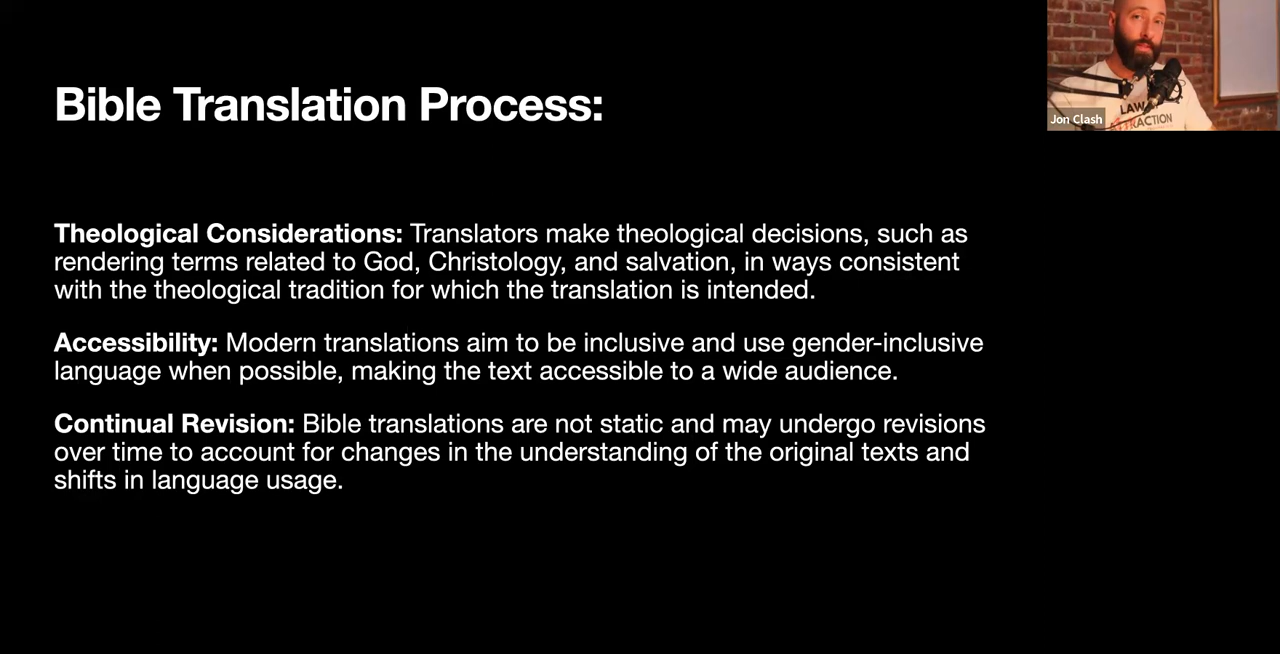 Bible Translation Process:
Theological Considerations: Translators make theological decisions, such as
rendering terms related to God, Christology, and salvation, in ways consistent
with the theological tradition for which the translation is intended.
Accessibility: Modern translations aim to be inclusive and use gender-inclusive
language when possible, making the text accessible to a wide audience.
Continual Revision: Bible translations are not static and may undergo revisions
over time to account for changes in the understanding of the original texts and
shifts in language usage.
LAW
ATTRACTION
Jon Clash